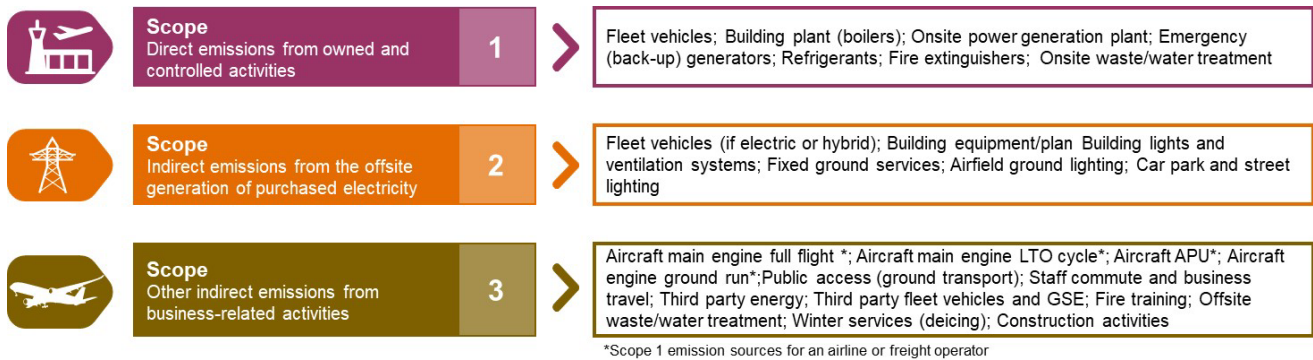 Scope
Direct emissions from owned and
controlled activities
1
Fleet vehicles; Building plant (boilers); Onsite power generation plant; Emergency
(back-up) generators; Refrigerants; Fire extinguishers; Onsite waste/water treatment
Scope
Indirect emissions from the offsite
generation of purchased electricity
2
Fleet vehicles (if electric or hybrid); Building equipment/plan Building lights and
ventilation systems; Fixed ground services; Airfield ground lighting; Car park and street
lighting
Scope
Other indirect emissions from
business-related activities
3
Aircraft main engine full flight *; Aircraft main engine LTO cycle*; Aircraft APU*; Aircraft
engine ground run*;Public access (ground transport); Staff commute and business
travel; Third party energy; Third party fleet vehicles and GSE; Fire training; Offsite
waste/water treatment; Winter services (deicing); Construction activities
*Scope 1 emission sources for an airline or freight operator